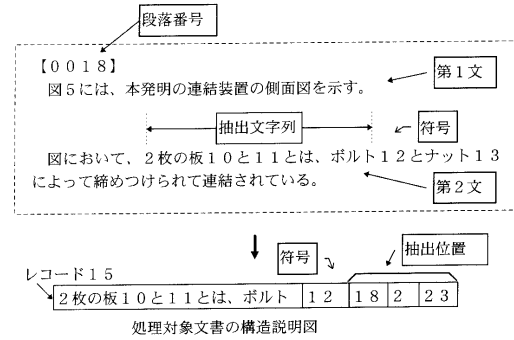 段落番号
【００１８】
図５には、本発明の連結装置の側面図を示す。
第１文
抽出文字列
符号
図において、２枚の板１０と１１とは、ボルト１２とナット１３
によって締めつけられて連結されている。
第２文
符号
抽出位置
レコード１５
２枚の板１０と１１とは、ボルト １２ １８ ２ ２３
処理対象文書の構造説明図